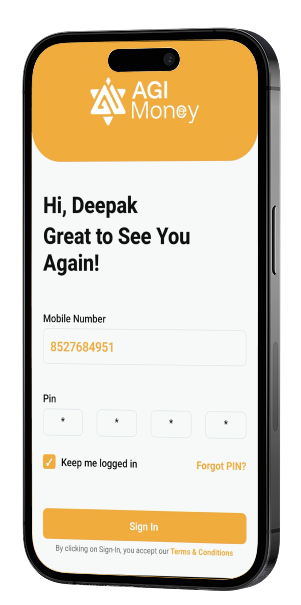 AGI
Money
Hi, Deepak
Great to See You
Again!
Mobile Number
8527684951
Pin
* * * *
Keep me logged in
Forgot PIN?
Sign In
By clicking on Sign-In, you accept our Terms & Conditions